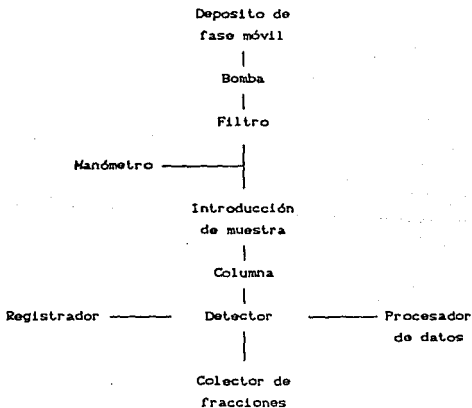 Deposito de
fase móvil
Bomba
Filtro
Manómetro
Introducción
de muestra
Columna
Registrador
Detector
Procesador
de datos
Colector de
fracciones